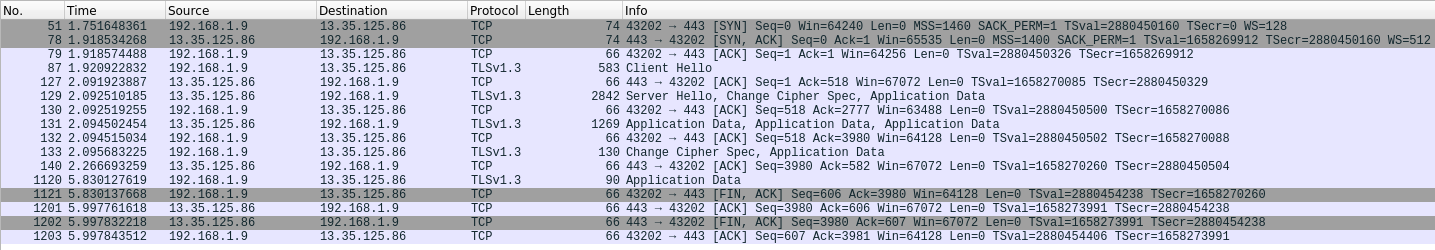 No. Time Source Destination Protocol Length Info
51 1.751648361 192.168.1.9 13.35.125.86 TCP 74 43202 → 443 [SYN] Seq=0 Win=64240 Len=0 MSS=1460 SACK_PERM=1 TSval=2880450160 TSecr=0 WS=128
78 1.918534268 13.35.125.86 192.168.1.9 TCP 74 443 → 43202 [SYN, ACK] Seq=0 Ack=1 Win=65535 Len=0 MSS=1400 SACK_PERM=1 TSval=1658269912 TSecr=2880450160 WS=512
79 1.918574488 192.168.1.9 13.35.125.86 TCP 66 43202 → 443 [ACK] Seq=1 Ack=1 Win=64256 Len=0 TSval=2880450326 TSecr=1658269912
87 1.920922832 192.168.1.9 13.35.125.86 TLSv1.3 583 Client Hello
127 2.091923887 13.35.125.86 192.168.1.9 TCP 66 443 → 43202 [ACK] Seq=1 Ack=518 Win=67072 Len=0 TSval=1658270085 TSecr=2880450329
129 2.092510185 13.35.125.86 192.168.1.9 TLSv1.3 2842 Server Hello, Change Cipher Spec, Application Data
130 2.092519255 192.168.1.9 13.35.125.86 TCP 66 43202 → 443 [ACK] Seq=518 Ack=2777 Win=63488 Len=0 TSval=2880450500 TSecr=1658270086
131 2.094502454 13.35.125.86 192.168.1.9 TLSv1.3 1269 Application Data, Application Data, Application Data
132 2.094515034 192.168.1.9 13.35.125.86 TCP 66 43202 → 443 [ACK] Seq=518 Ack=3980 Win=64128 Len=0 TSval=2880450502 TSecr=1658270088
133 2.095683225 192.168.1.9 13.35.125.86 TLSv1.3 130 Change Cipher Spec, Application Data
140 2.266693259 13.35.125.86 192.168.1.9 TCP 66 443 → 43202 [ACK] Seq=3980 Ack=582 Win=67072 Len=0 TSval=1658270260 TSecr=2880450504
1120 5.830127619 192.168.1.9 13.35.125.86 TLSv1.3 90 Application Data
1121 5.830137668 192.168.1.9 13.35.125.86 TCP 66 43202 → 443 [FIN, ACK] Seq=606 Ack=3980 Win=64128 Len=0 TSval=2880454238 TSecr=1658270260
1201 5.997761618 13.35.125.86 192.168.1.9 TCP 66 443 → 43202 [ACK] Seq=3980 Ack=606 Win=67072 Len=0 TSval=1658273991 TSecr=2880454238
1202 5.997832218 13.35.125.86 192.168.1.9 TCP 66 443 → 43202 [FIN, ACK] Seq=3980 Ack=607 Win=67072 Len=0 TSval=1658273991 TSecr=2880454238
1203 5.997843512 192.168.1.9 13.35.125.86 TCP 66 43202 → 443 [ACK] Seq=607 Ack=3981 Win=64128 Len=0 TSval=2880454406 TSecr=1658273991